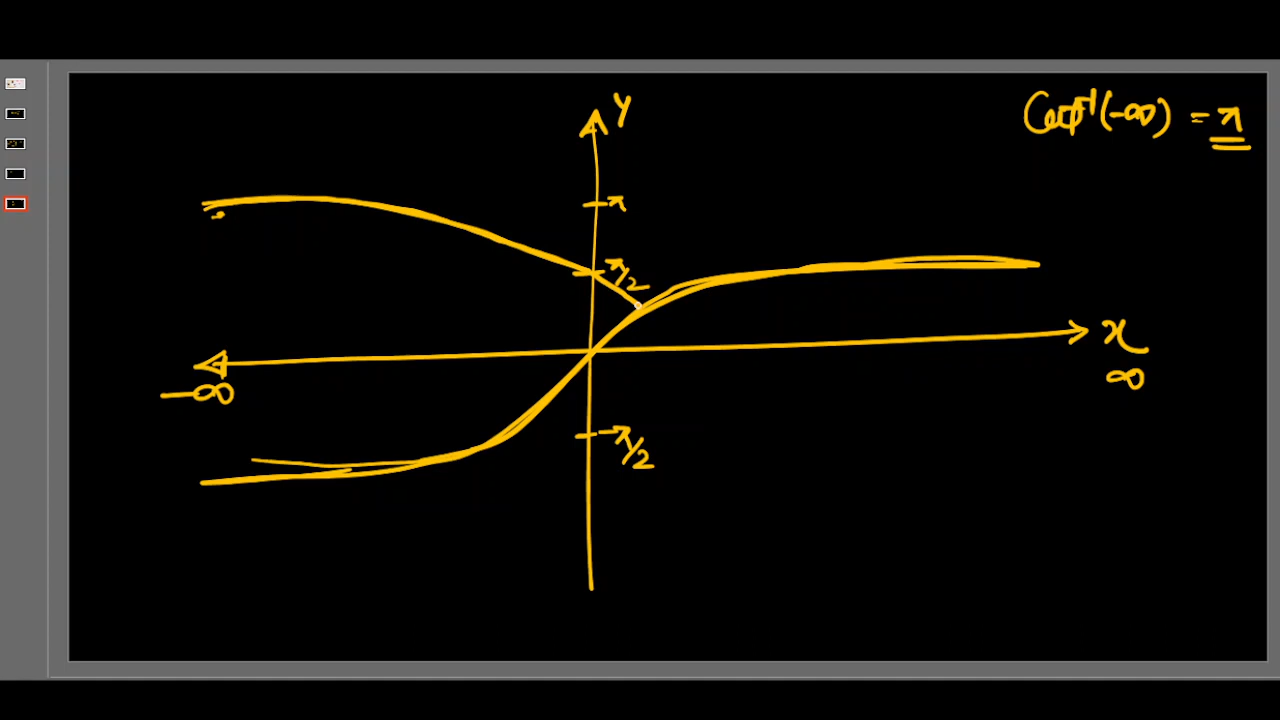 Y
Cot⁻¹(-∞) = π
π
π/2
x
∞
-∞
-π/2